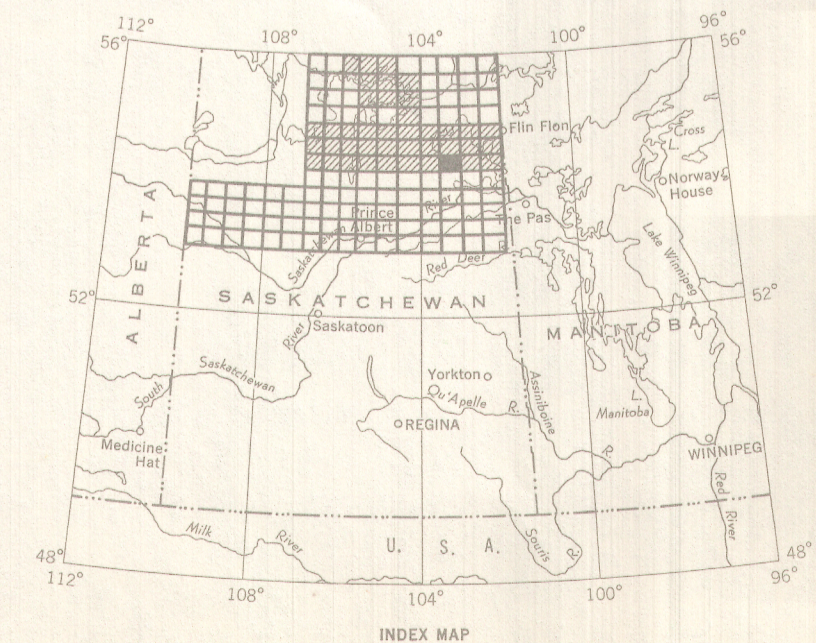 112°
108°
104°
100°
96°
56°
56°
Flin Flon
Cross
L.
Norway
House
Prince
Albert
River
The Pas
Saskatchewan
Red Deer
R.
Lake Winnipeg
ALBERTA
52°
52°
SASKATCHEWAN
MANITOBA
River
Saskatoon
South
Saskatchewan
Yorkton
Qu'Apelle
R.
Assiniboine
L.
Manitoba
REGINA
Medicine
Hat
R.
WINNIPEG
Red
River
Milk
River
U. S. A.
Souris
R.
48°
48°
112°
108°
104°
100°
96°
INDEX MAP